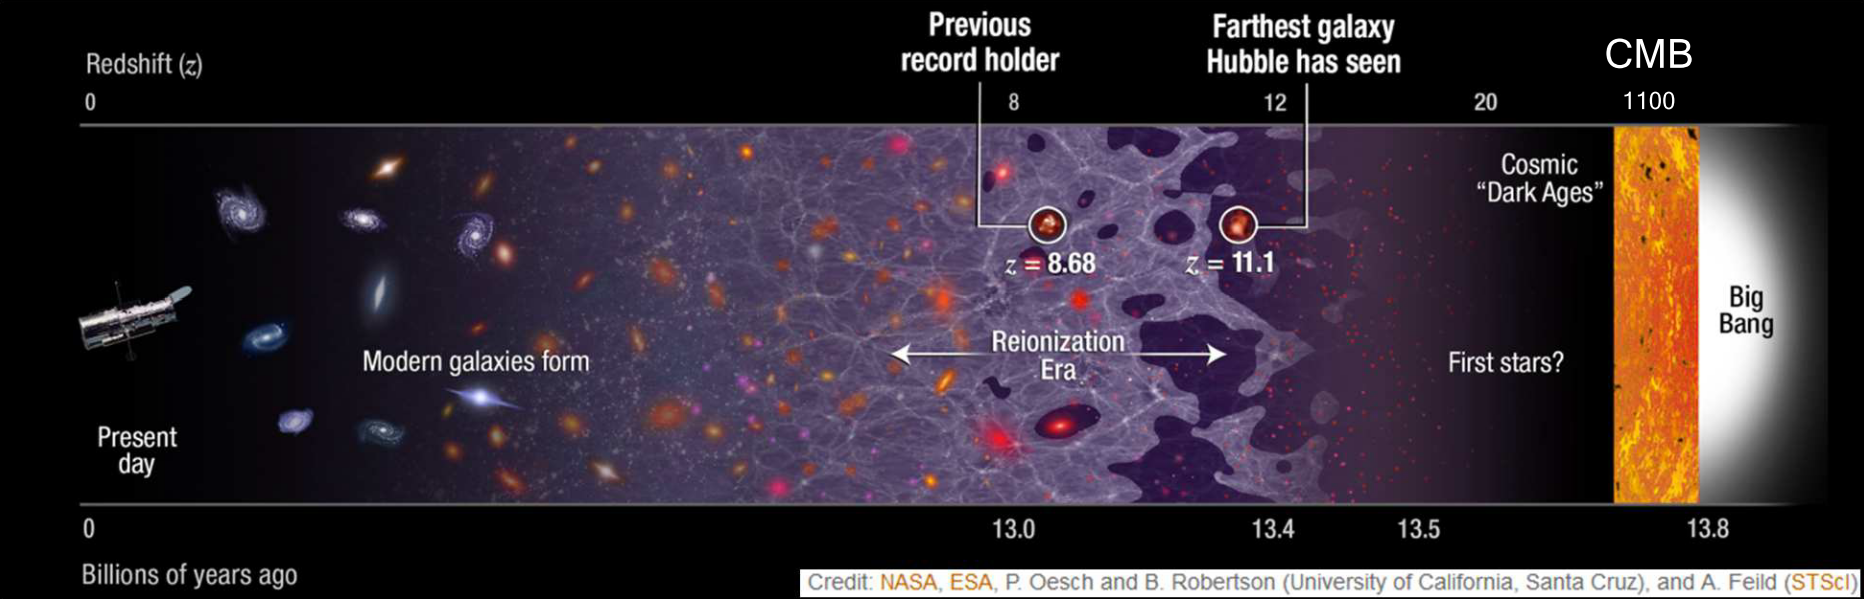 Previous
record holder
Farthest galaxy
Hubble has seen
CMB
Redshift (z)
0
8
12
20
1100
Cosmic
“Dark Ages”
z = 8.68
z = 11.1
Big
Bang
Reionization
Era
Modern galaxies form
First stars?
Present
day
0
13.0
13.4
13.5
13.8
Billions of years ago
Credit: NASA, ESA, P. Oesch and B. Robertson (University of California, Santa Cruz), and A. Feild (STScI)